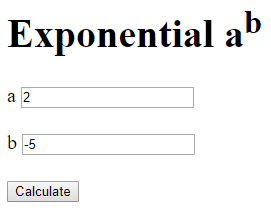 Exponential a^b
a 2
b -5
Calculate